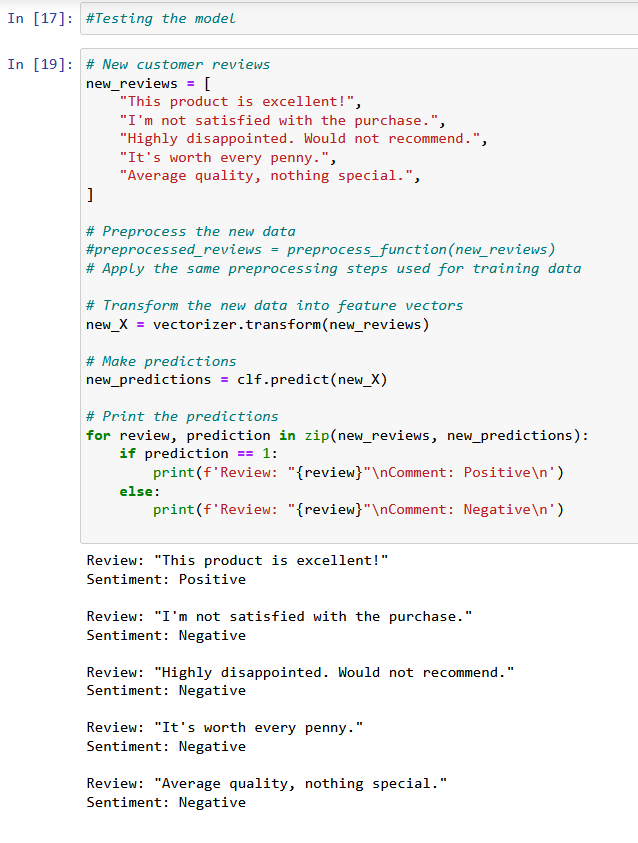 In [17]: #Testing the model
In [19]: # New customer reviews
new_reviews = [
    "This product is excellent!",
    "I'm not satisfied with the purchase.",
    "Highly disappointed. Would not recommend.",
    "It's worth every penny.",
    "Average quality, nothing special.",
]
# Preprocess the new data
#preprocessed_reviews = preprocess_function(new_reviews)
# Apply the same preprocessing steps used for training data
# Transform the new data into feature vectors
new_X = vectorizer.transform(new_reviews)
# Make predictions
new_predictions = clf.predict(new_X)
# Print the predictions
for review, prediction in zip(new_reviews, new_predictions):
    if prediction == 1:
        print(f'Review: "{review}"\nComment: Positive\n')
    else:
        print(f'Review: "{review}"\nComment: Negative\n')
Review: "This product is excellent!"
Sentiment: Positive
Review: "I'm not satisfied with the purchase."
Sentiment: Negative
Review: "Highly disappointed. Would not recommend."
Sentiment: Negative
Review: "It's worth every penny."
Sentiment: Negative
Review: "Average quality, nothing special."
Sentiment: Negative